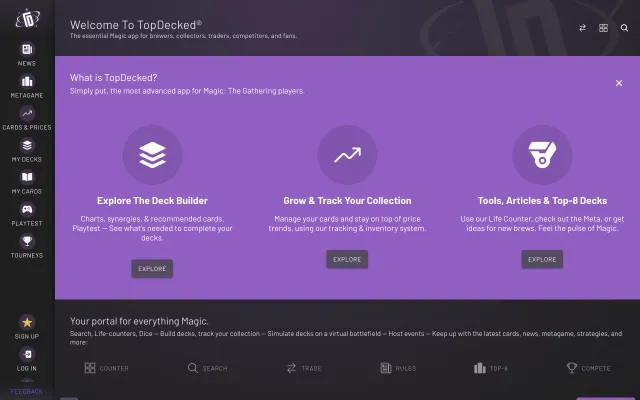 Welcome To TopDecked®
The essential Magic app for brewers, collectors, traders, competitors, and fans.
NEWS
METAGAME
CARDS & PRICES
MY DECKS
MY CARDS
PLAYTEST
TOURNEYS
SIGN UP
LOG IN
FEEDBACK
What is TopDecked?
Simply put, the most advanced app for Magic: The Gathering players.
Explore The Deck Builder
Charts, synergies, & recommended cards.
Playtest — See what's needed to complete your
decks.
EXPLORE
Grow & Track Your Collection
Manage your cards and stay on top of price
trends, using our tracking & inventory system.
EXPLORE
Tools, Articles & Top-8 Decks
Use our Life Counter, check out the Meta, or get
ideas for new brews. Feel the pulse of Magic.
EXPLORE
Your portal for everything Magic.
Search, Life-counters, Dice — Build decks, track your collection — Simulate decks on a virtual battlefield — Host events — Keep up with the latest cards, news, metagame, strategies, and
more:
COUNTER
SEARCH
TRADE
RULES
TOP-8
COMPETE